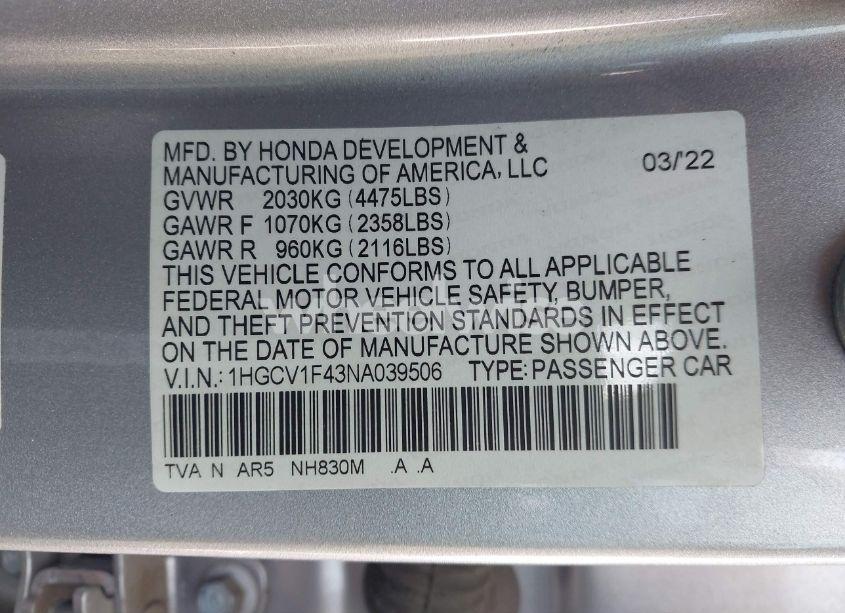 MFD. BY HONDA DEVELOPMENT &
MANUFACTURING OF AMERICA, LLC 03/'22
GVWR 2030KG (4475LBS)
GAWR F 1070KG (2358LBS)
GAWR R 960KG (2116LBS)
THIS VEHICLE CONFORMS TO ALL APPLICABLE
FEDERAL MOTOR VEHICLE SAFETY, BUMPER,
AND THEFT PREVENTION STANDARDS IN EFFECT
ON THE DATE OF MANUFACTURE SHOWN ABOVE.
V.I.N.: 1HGCV1F43NA039506 TYPE: PASSENGER CAR
TVA N AR5 NH830M .A .A